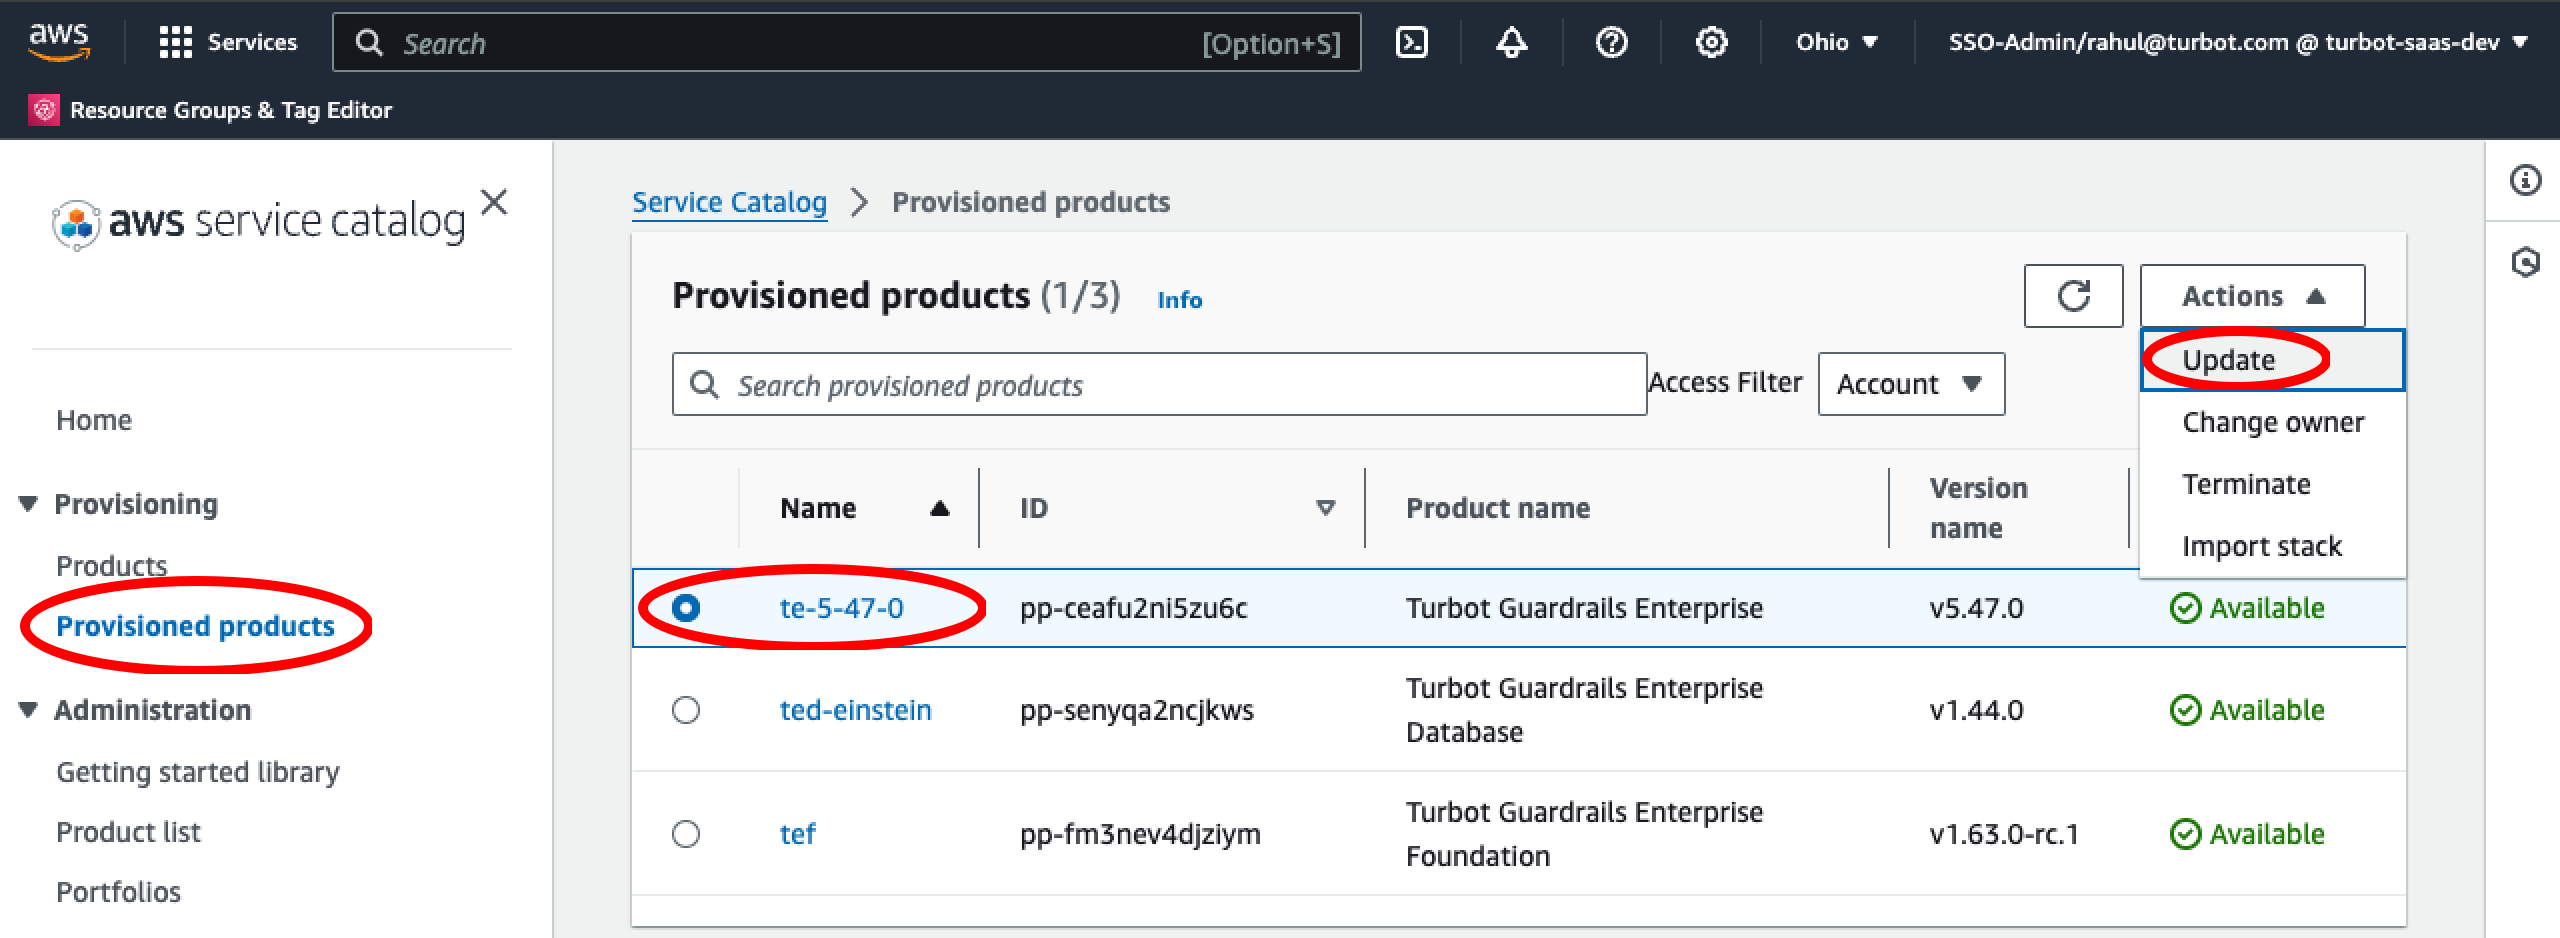 aws
Services
Search
[Option+S]
Ohio
SSO-Admin/rahul@turbot.com @ turbot-saas-dev
Resource Groups & Tag Editor
aws service catalog
Home
Provisioning
Products
Provisioned products
Administration
Getting started library
Product list
Portfolios
Service Catalog
Provisioned products
Provisioned products (1/3) Info
Actions
Update
Change owner
Terminate
Import stack
Search provisioned products
Access Filter
Account
Name
ID
Product name
Version
name
te-5-47-0
pp-ceafu2ni5zu6c
Turbot Guardrails Enterprise
v5.47.0
Available
ted-einstein
pp-senyqa2ncjkws
Turbot Guardrails Enterprise
Database
v1.44.0
Available
tef
pp-fm3nev4djziym
Turbot Guardrails Enterprise
Foundation
v1.63.0-rc.1
Available